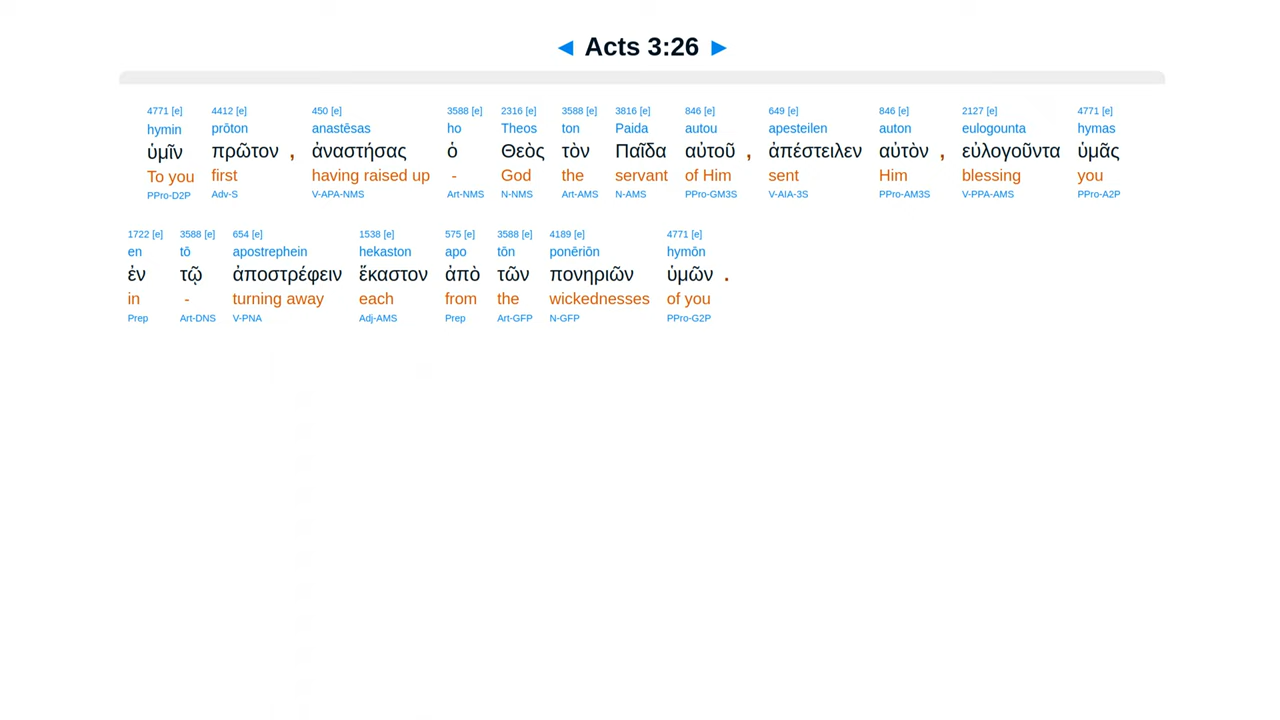 ◄ Acts 3:26 ►
4771 [e] 4412 [e] 450 [e] 3588 [e] 2316 [e] 3588 [e] 3816 [e] 846 [e] 649 [e] 846 [e] 2127 [e] 4771 [e]
hymin prōton anastēsas ho Theos ton Paida autou apesteilen auton eulogounta hymas
ὑμῖν πρῶτον , ἀναστήσας ὁ Θεὸς τὸν Παῖδα αὐτοῦ , ἀπέστειλεν αὐτὸν , εὐλογοῦντα ὑμᾶς
To you first having raised up - God the servant of Him sent Him blessing you
PPro-D2P Adv-S V-APA-NMS Art-NMS N-NMS Art-AMS N-AMS PPro-GM3S V-AIA-3S PPro-AM3S V-PPA-AMS PPro-A2P
1722 [e] 3588 [e] 654 [e] 1538 [e] 575 [e] 3588 [e] 4189 [e] 4771 [e]
en tō apostrephein hekaston apo tōn ponēriōn hymōn
ἐν τῷ ἀποστρέφειν ἕκαστον ἀπὸ τῶν πονηριῶν ὑμῶν .
in - turning away each from the wickednesses of you
Prep Art-DNS V-PNA Adj-AMS Prep Art-GFP N-GFP PPro-G2P